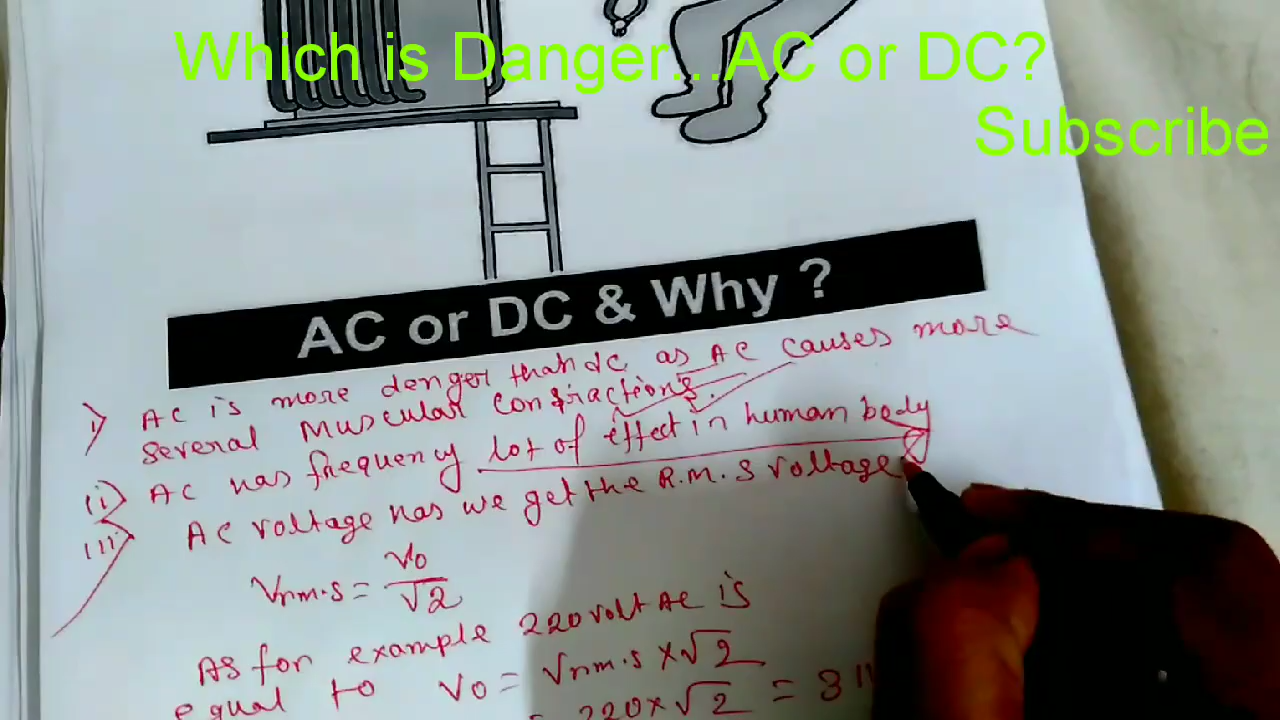 Which is Danger...AC or DC?
Subscribe
AC or DC & Why ?
i) AC is more denger than dc as AC causes more
several muscular contractions.
(ii) AC has frequency lot of effect in human body
iii) AC voltage has we get the R.M.S voltage
Vrm.s = Vo/√2
As for example 220 volt AC is
equal to Vo = Vrm.s × √2
= 220×√2 = 311